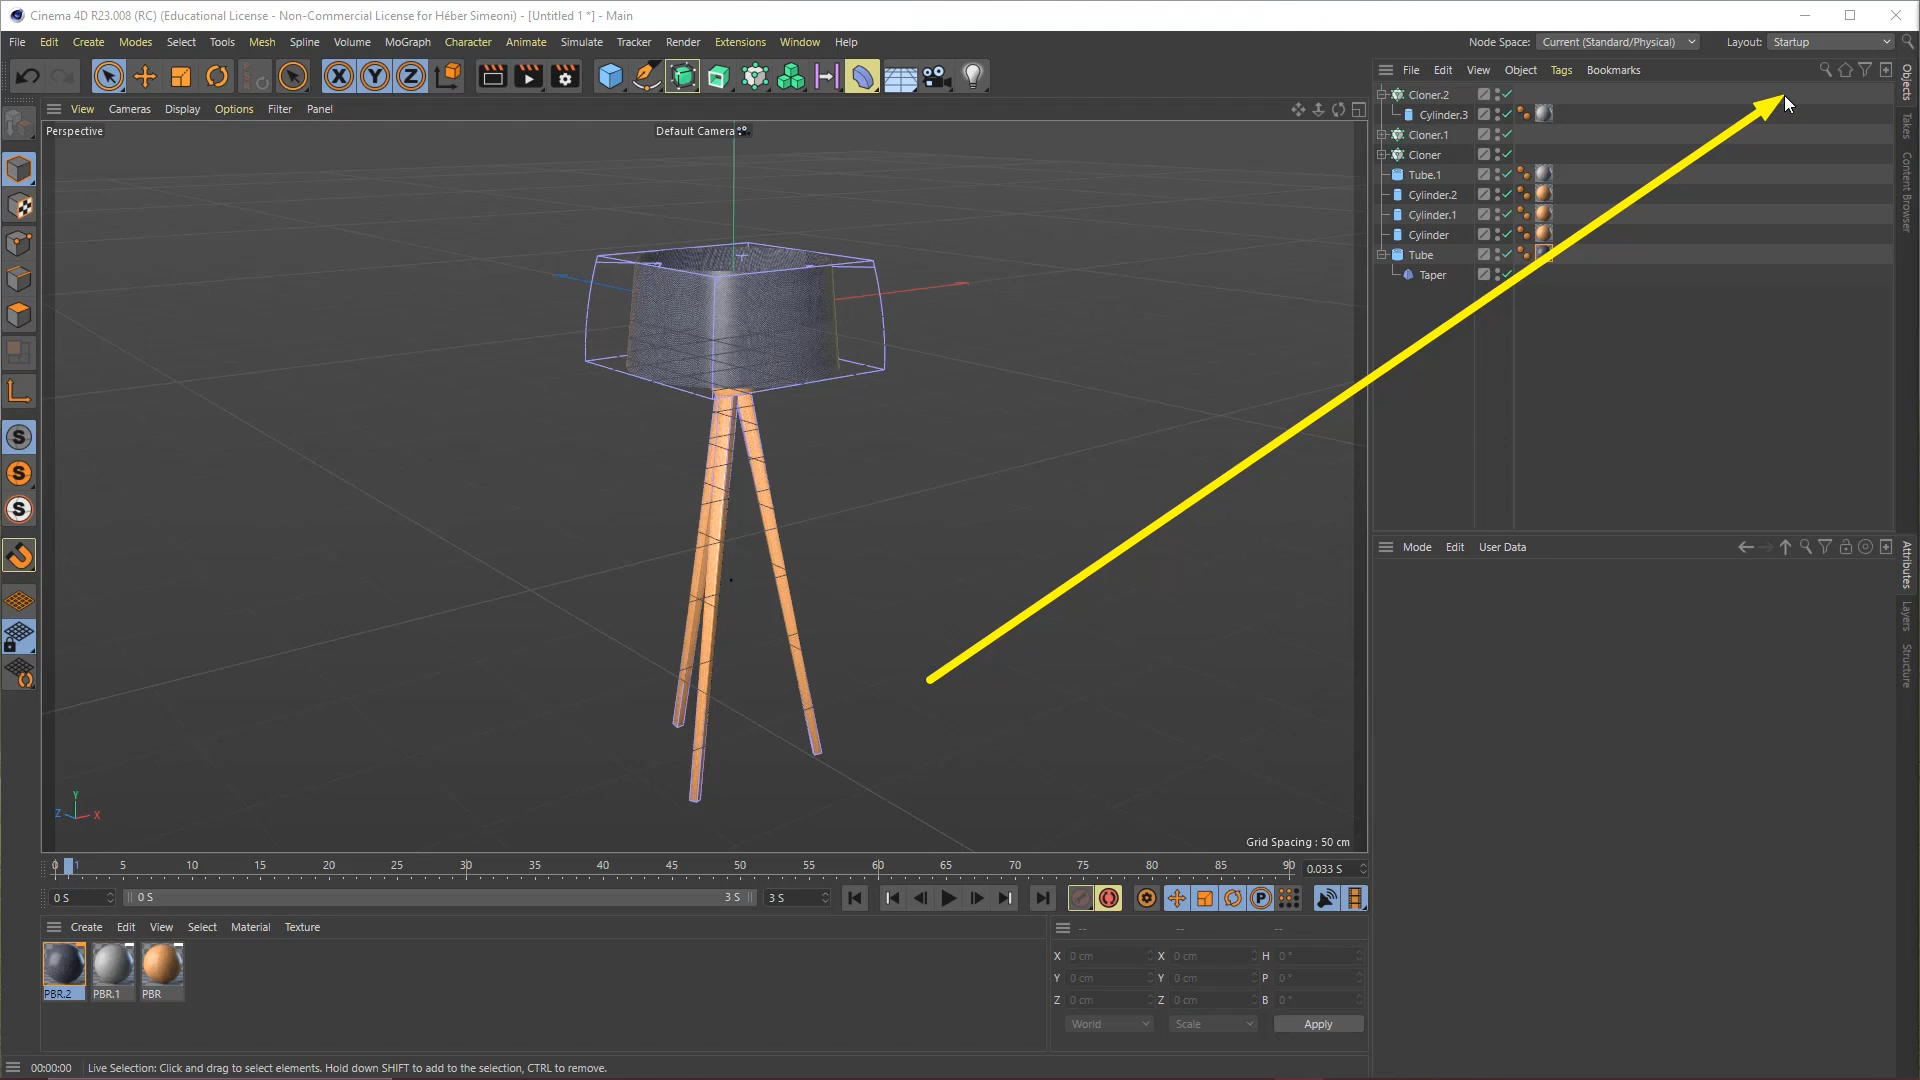 Cinema 4D R23.008 (RC) (Educational License - Non-Commercial License for Héber Simeoni) - [Untitled 1 *] - Main
File Edit Create Modes Select Tools Mesh Spline Volume MoGraph Character Animate Simulate Tracker Render Extensions Window Help Node Space: Current (Standard/Physical) Layout: Startup
X Y Z
File Edit View Object Tags Bookmarks
View Cameras Display Options Filter Panel
Perspective
Default Camera
Cloner.2
Cylinder.3
Cloner.1
Cloner
Tube.1
Cylinder.2
Cylinder.1
Cylinder
Tube
Taper
Objects
Takes
Content Browser
S
S
S
Mode Edit User Data
Attributes
Layers
Structure
Y
Z X
Grid Spacing : 50 cm
0 1 5 10 15 20 25 30 35 40 45 50 55 60 65 70 75 80 85 90 0.033 S
0 S 0 S 3 S 3 S
P
Create Edit View Select Material Texture
-- -- --
PBR.2 PBR.1 PBR
X 0 cm X 0 cm H 0 °
Y 0 cm Y 0 cm P 0 °
Z 0 cm Z 0 cm B 0 °
World Scale Apply
00:00:00 Live Selection: Click and drag to select elements. Hold down SHIFT to add to the selection, CTRL to remove.